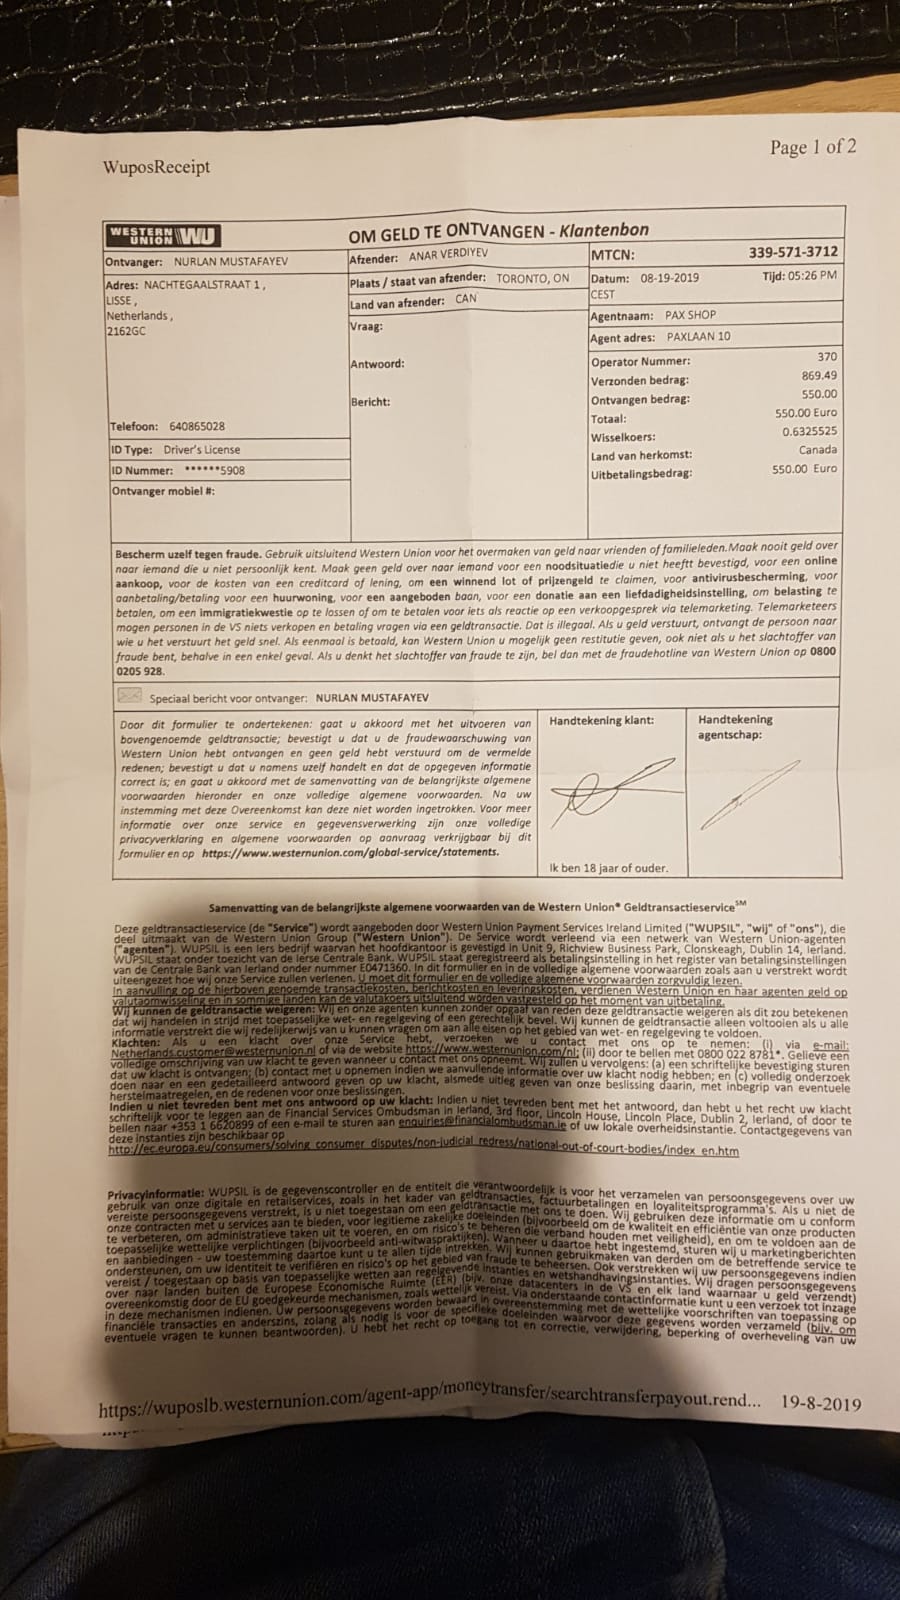 WuposReceipt
Page 1 of 2
WESTERN UNION WU
OM GELD TE ONTVANGEN - Klantenbon
Ontvanger: NURLAN MUSTAFAYEV
Adres: NACHTEGAALSTRAAT 1 ,
LISSE ,
Netherlands ,
2162GC
Telefoon: 640865028
ID Type: Driver's License
ID Nummer: ******5908
Ontvanger mobiel #:
Afzender: ANAR VERDIYEV
Plaats / staat van afzender: TORONTO, ON
Land van afzender: CAN
Vraag:
Antwoord:
Bericht:
MTCN: 339-571-3712
Datum: 08-19-2019 Tijd: 05:26 PM
CEST
Agentnaam: PAX SHOP
Agent adres: PAXLAAN 10
Operator Nummer: 370
Verzonden bedrag: 869.49
Ontvangen bedrag: 550.00
Totaal: 550.00 Euro
Wisselkoers: 0.6325525
Land van herkomst: Canada
Uitbetalingsbedrag: 550.00 Euro
Bescherm uzelf tegen fraude. Gebruik uitsluitend Western Union voor het overmaken van geld naar vrienden of familieleden.Maak nooit geld over
naar iemand die u niet persoonlijk kent. Maak geen geld over naar iemand voor een noodsituatiedie u niet heeftt bevestigd, voor een online
aankoop, voor de kosten van een creditcard of lening, om een winnend lot of prijzengeld te claimen, voor antivirusbescherming, voor
aanbetaling/betaling voor een huurwoning, voor een aangeboden baan, voor een donatie aan een liefdadigheidsinstelling, om belasting te
betalen, om een immigratiekwestie op te lossen of om te betalen voor iets als reactie op een verkoopgesprek via telemarketing. Telemarketeers
mogen personen in de VS niets verkopen en betaling vragen via een geldtransactie. Dat is illegaal. Als u geld verstuurt, ontvangt de persoon naar
wie u het verstuurt het geld snel. Als eenmaal is betaald, kan Western Union u mogelijk geen restitutie geven, ook niet als u het slachtoffer van
fraude bent, behalve in een enkel geval. Als u denkt het slachtoffer van fraude te zijn, bel dan met de fraudehotline van Western Union op 0800
0205 928.
Speciaal bericht voor ontvanger: NURLAN MUSTAFAYEV
Door dit formulier te ondertekenen: gaat u akkoord met het uitvoeren van
bovengenoemde geldtransactie; bevestigt u dat u de fraudewaarschuwing van
Western Union hebt ontvangen en geen geld hebt verstuurd om de vermelde
redenen; bevestigt u dat u namens uzelf handelt en dat de opgegeven informatie
correct is; en gaat u akkoord met de samenvatting van de belangrijkste algemene
voorwaarden hieronder en onze volledige algemene voorwaarden. Na uw
instemming met deze Overeenkomst kan deze niet worden ingetrokken. Voor meer
informatie over onze service en gegevensverwerking zijn onze volledige
privacyverklaring en algemene voorwaarden op aanvraag verkrijgbaar bij dit
formulier en op https://www.westernunion.com/global-service/statements.
Handtekening klant:
Ik ben 18 jaar of ouder.
Handtekening
agentschap:
Samenvatting van de belangrijkste algemene voorwaarden van de Western Union® Geldtransactieservice℠
Deze geldtransactieservice (de "Service") wordt aangeboden door Western Union Payment Services Ireland Limited ("WUPSIL", "wij" of "ons"), die
deel uitmaakt van de Western Union Group ("Western Union"). De Service wordt verleend via een netwerk van Western Union-agenten
("agenten"). WUPSIL is een Iers bedrijf waarvan het hoofdkantoor is gevestigd in Unit 9, Richview Business Park, Clonskeagh, Dublin 14, Ierland.
WUPSIL staat onder toezicht van de Ierse Centrale Bank. WUPSIL staat geregistreerd als betalingsinstelling in het register van betalingsinstellingen
van de Centrale Bank van Ierland onder nummer E0471360. In dit formulier en in de volledige algemene voorwaarden zoals aan u verstrekt wordt
uiteengezet hoe wij onze Service zullen verlenen. U moet dit formulier en de volledige algemene voorwaarden zorgvuldig lezen.
In aanvulling op de hierboven genoemde transactiekosten, berichtkosten en leveringskosten, verdienen Western Union en haar agenten geld op
valutaomwisseling en in sommige landen kan de valutakoers uitsluitend worden vastgesteld op het moment van uitbetaling.
Wij kunnen de geldtransactie weigeren: Wij en onze agenten kunnen zonder opgaaf van reden deze geldtransactie weigeren als dit zou betekenen
dat wij handelen in strijd met toepasselijke wet- en regelgeving of een gerechtelijk bevel. Wij kunnen de geldtransactie alleen voltooien als u alle
informatie verstrekt die wij redelijkerwijs van u kunnen vragen om aan alle eisen op het gebied van wet- en regelgeving te voldoen.
Klachten: Als u een klacht over onze Service hebt, verzoeken we u contact met ons op te nemen: (i) via e-mail:
Netherlands.customer@westernunion.nl of via de website https://www.westernunion.com/nl; (ii) door te bellen met 0800 022 8781*. Gelieve een
volledige omschrijving van uw klacht te geven wanneer u contact met ons opneemt. Wij zullen u vervolgens: (a) een schriftelijke bevestiging sturen
dat uw klacht is ontvangen; (b) contact met u opnemen indien we aanvullende informatie over uw klacht nodig hebben; en (c) volledig onderzoek
doen naar en een gedetailleerd antwoord geven op uw klacht, alsmede uitleg geven van onze beslissing daarin, met inbegrip van eventuele
herstelmaatregelen, en de redenen voor onze beslissingen.
Indien u niet tevreden bent met ons antwoord op uw klacht: Indien u niet tevreden bent met het antwoord, dan hebt u het recht uw klacht
schriftelijk voor te leggen aan de Financial Services Ombudsman in Ierland, 3rd floor, Lincoln House, Lincoln Place, Dublin 2, Ierland, of door te
bellen naar +353 1 6620899 of een e-mail te sturen aan enquiries@financialombudsman.ie of uw lokale overheidsinstantie. Contactgegevens van
deze instanties zijn beschikbaar op
http://ec.europa.eu/consumers/solving_consumer_disputes/non-judicial_redress/national-out-of-court-bodies/index_en.htm
Privacyinformatie: WUPSIL is de gegevenscontroller en de entiteit die verantwoordelijk is voor het verzamelen van persoonsgegevens over uw
gebruik van onze digitale en retailservices, zoals in het kader van geldtransacties, factuurbetalingen en loyaliteitsprogramma's. Als u niet de
vereiste persoonsgegevens verstrekt, is u niet toegestaan om een geldtransactie met ons te doen. Wij gebruiken deze informatie om u conform
onze contracten met u services aan te bieden, voor legitieme zakelijke doeleinden (bijvoorbeeld om de kwaliteit en efficiëntie van onze producten
te verbeteren, om administratieve taken uit te voeren, en om risico's te beheren die verband houden met veiligheid), en om te voldoen aan de
toepasselijke wettelijke verplichtingen (bijvoorbeeld anti-witwaspraktijken). Wanneer u daartoe hebt ingestemd, sturen wij u marketingberichten
en aanbiedingen - uw toestemming daartoe kunt u te allen tijde intrekken. Wij kunnen gebruikmaken van derden om de betreffende service te
ondersteunen, om uw identiteit te verifiëren en risico's op het gebied van fraude te beheersen. Ook verstrekken wij uw persoonsgegevens indien
vereist / toegestaan op basis van toepasselijke wetten aan regelgevende instanties en wetshandhavingsinstanties. Wij dragen persoonsgegevens
over naar landen buiten de Europese Economische Ruimte (EER) (bijv. onze datacenters in de VS en elk land waarnaar u geld verzendt)
overeenkomstig door de EU goedgekeurde mechanismen, zoals wettelijk vereist. Via onderstaande contactinformatie kunt u een verzoek tot inzage
in deze mechanismen indienen. Uw persoonsgegevens worden bewaard in overeenstemming met de wettelijke voorschriften van toepassing op
financiële transacties en anderszins, zolang als nodig is voor de specifieke doeleinden waarvoor deze gegevens worden verzameld (bijv. om
eventuele vragen te kunnen beantwoorden). U hebt het recht op toegang tot en correctie, verwijdering, beperking of overheveling van uw
https://wuposlb.westernunion.com/agent-app/moneytransfer/searchtransferpayout.rend... 19-8-2019